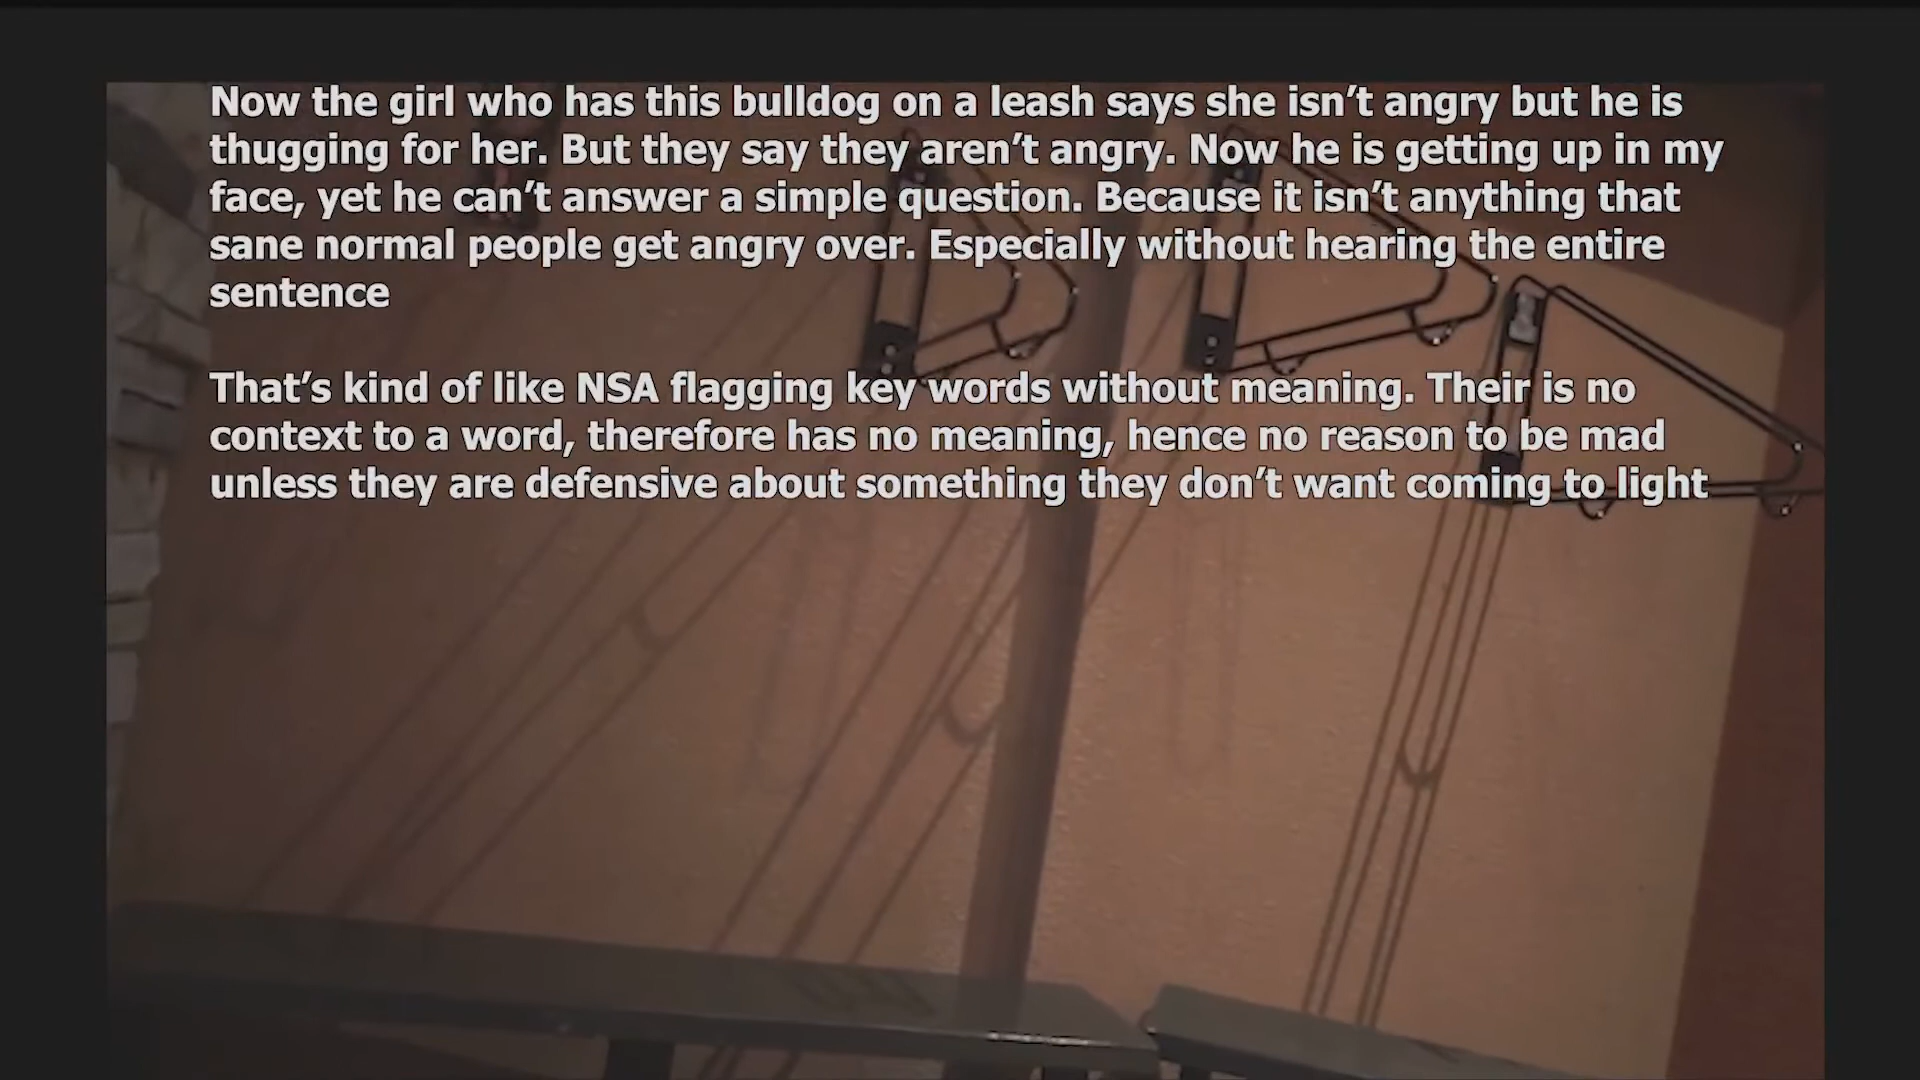 Now the girl who has this bulldog on a leash says she isn’t angry but he is
thugging for her. But they say they aren’t angry. Now he is getting up in my
face, yet he can’t answer a simple question. Because it isn’t anything that
sane normal people get angry over. Especially without hearing the entire
sentence
That’s kind of like NSA flagging key words without meaning. Their is no
context to a word, therefore has no meaning, hence no reason to be mad
unless they are defensive about something they don’t want coming to light